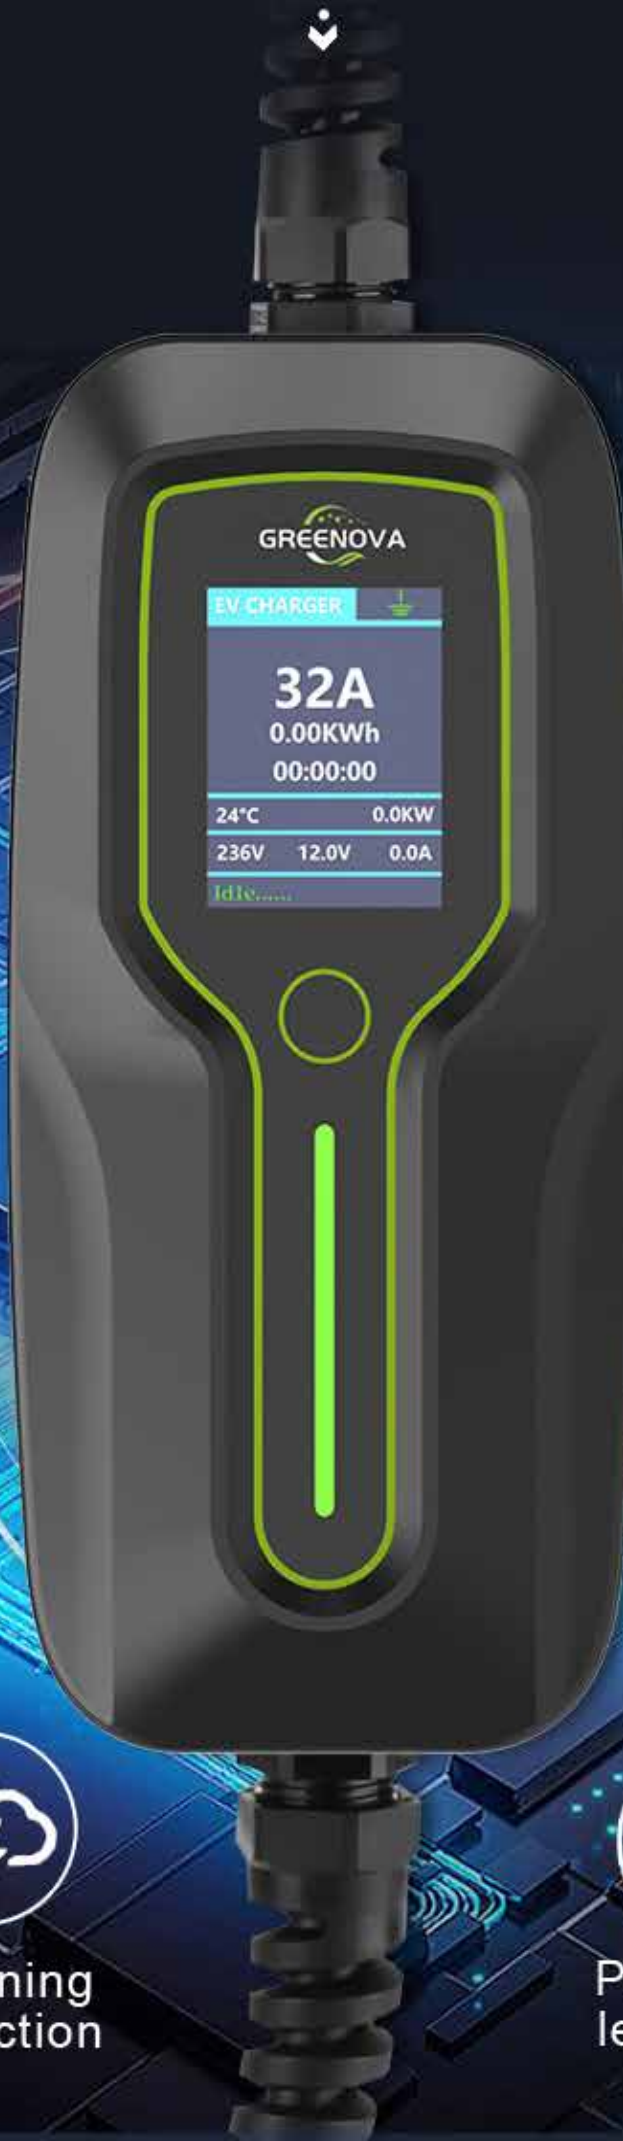 GREENOVA
EV CHARGER
32A
0.00KWh
00:00:00
24°C 0.0KW
236V 12.0V 0.0A
Idle......
ning
ction
P
le